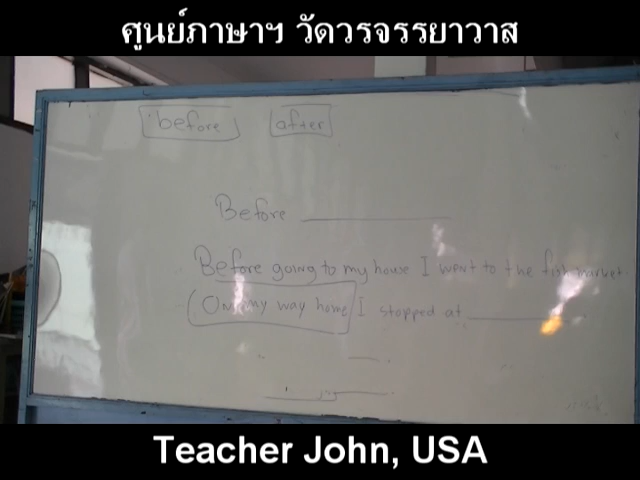 ศูนย์ภาษาฯ วัดวรจรรยาวาส
before after
Before
Before going to my house I went to the fish market.
On my way home I stopped at
Teacher John, USA